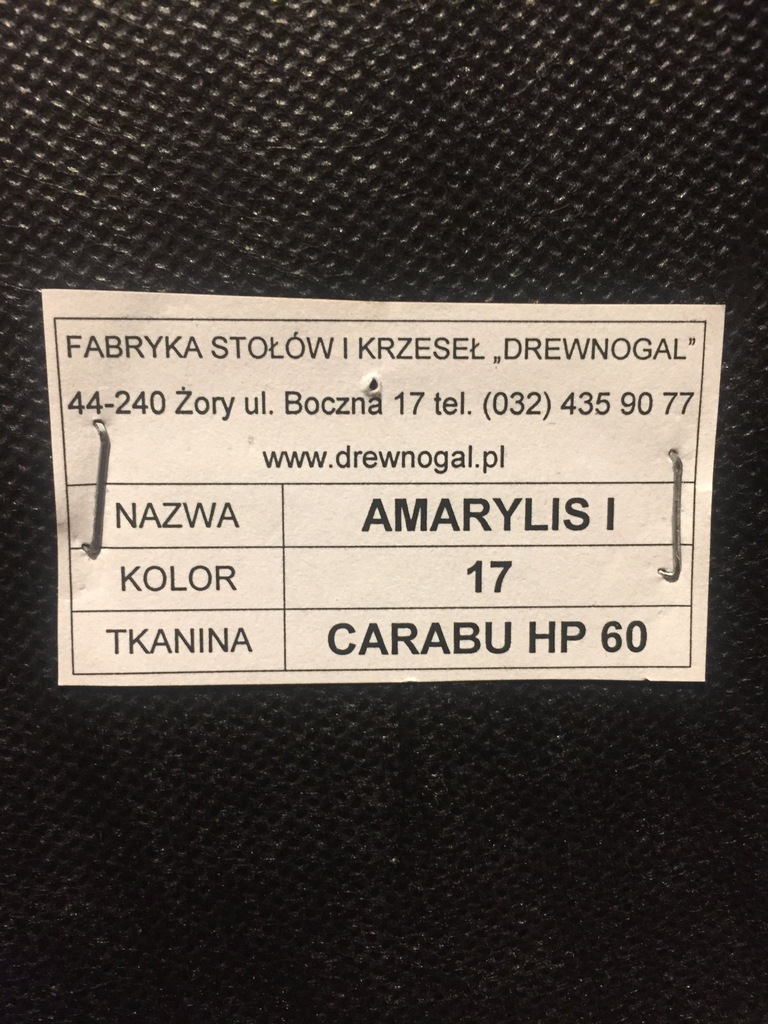 FABRYKA STOŁÓW I KRZESEŁ „DREWNOGAL”
44-240 Żory ul. Boczna 17 tel. (032) 435 90 77
www.drewnogal.pl
NAZWA AMARYLIS I
KOLOR 17
TKANINA CARABU HP 60